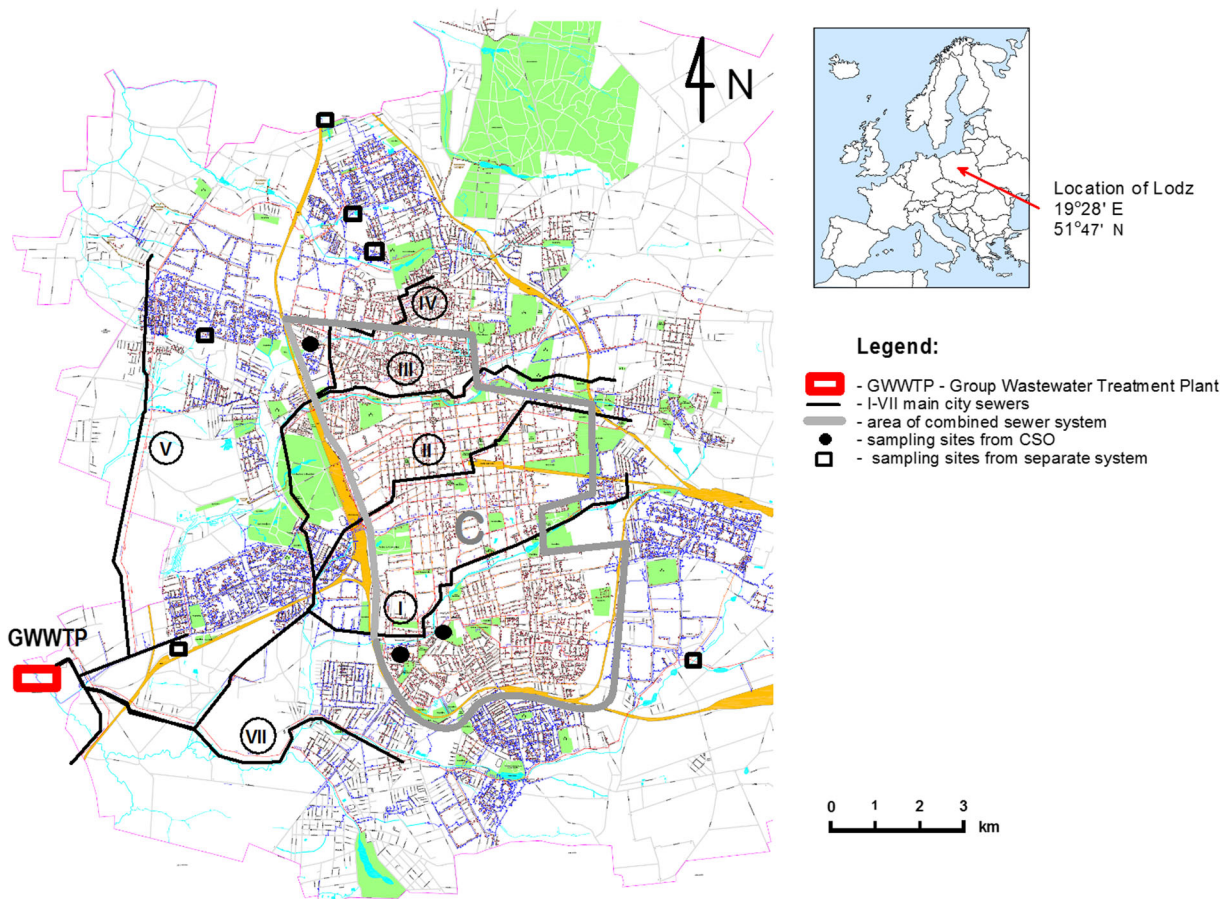 N
Location of Lodz
19°28' E
51°47' N
IV
III
Legend:
- GWWTP - Group Wastewater Treatment Plant
- I-VII main city sewers
- area of combined sewer system
- sampling sites from CSO
- sampling sites from separate system
V
II
C
I
GWWTP
VII
0 1 2 3
km